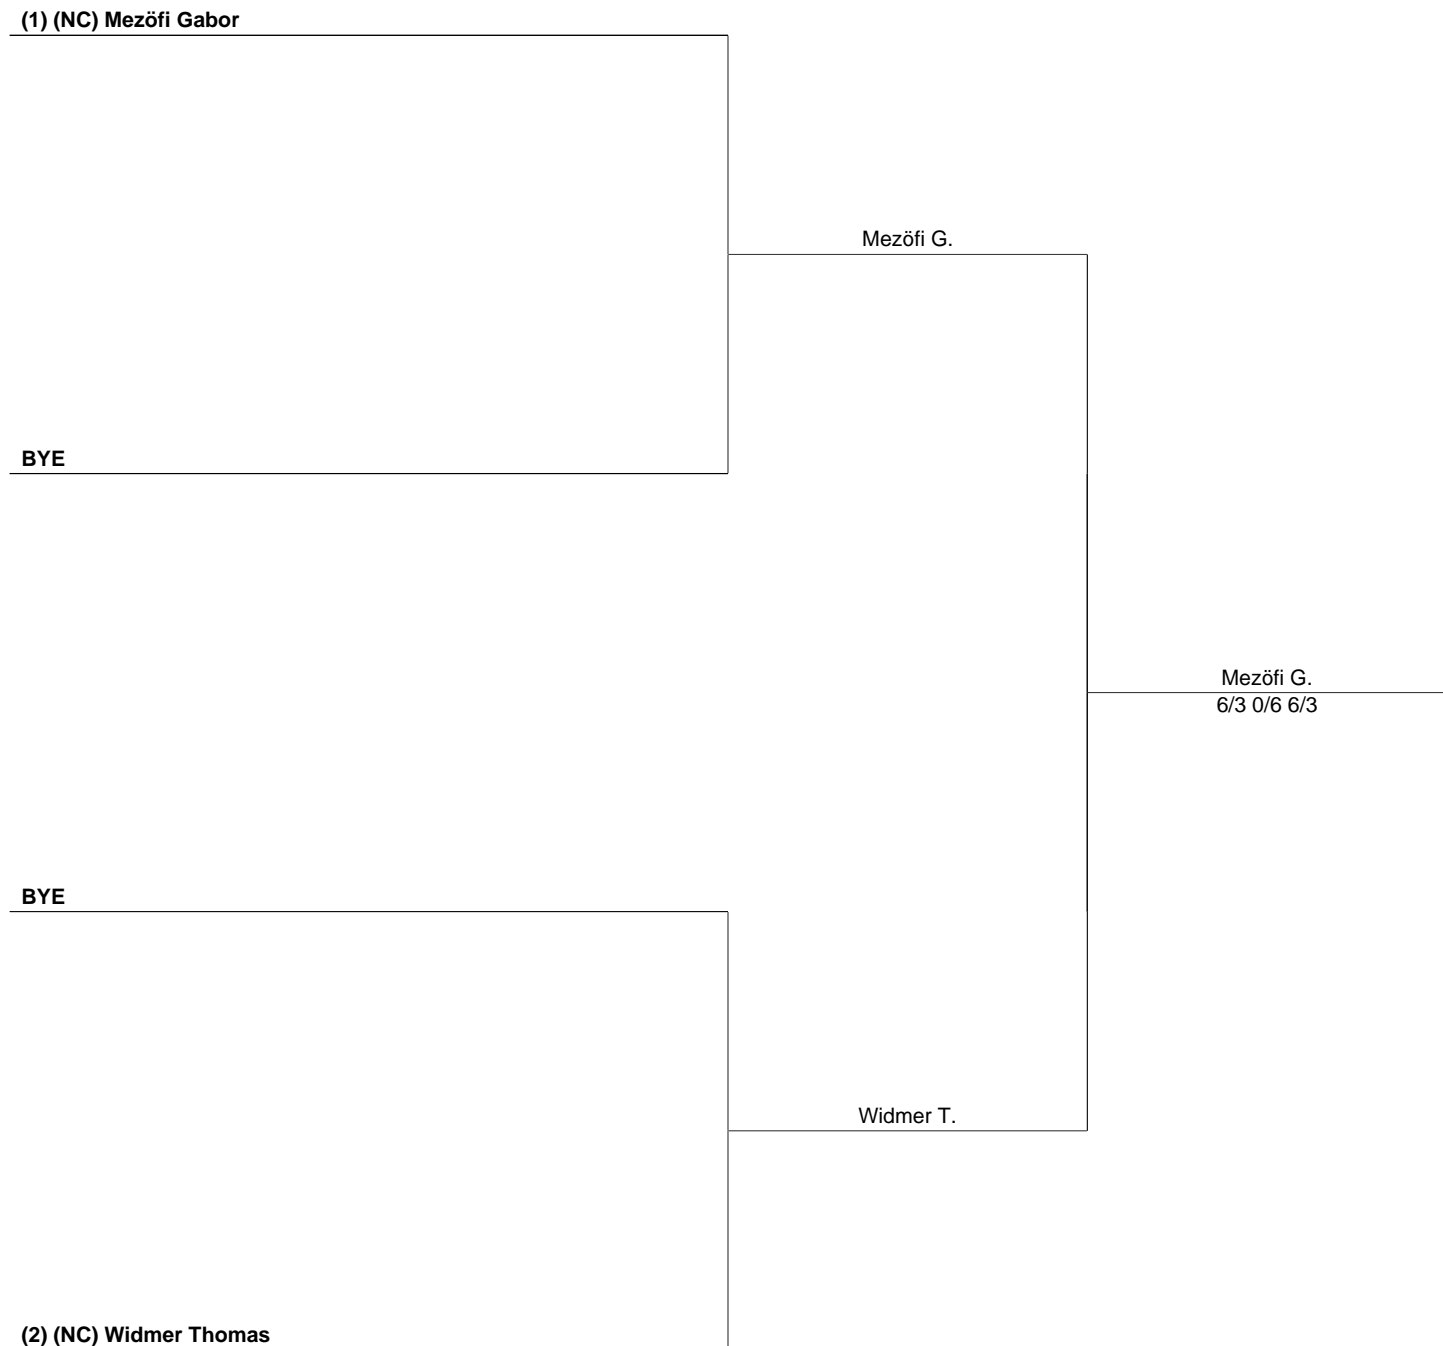 (1) (NC) Mezöfi Gabor
Mezöfi G.
BYE
Mezöfi G.
6/3 0/6 6/3
BYE
Widmer T.
(2) (NC) Widmer Thomas